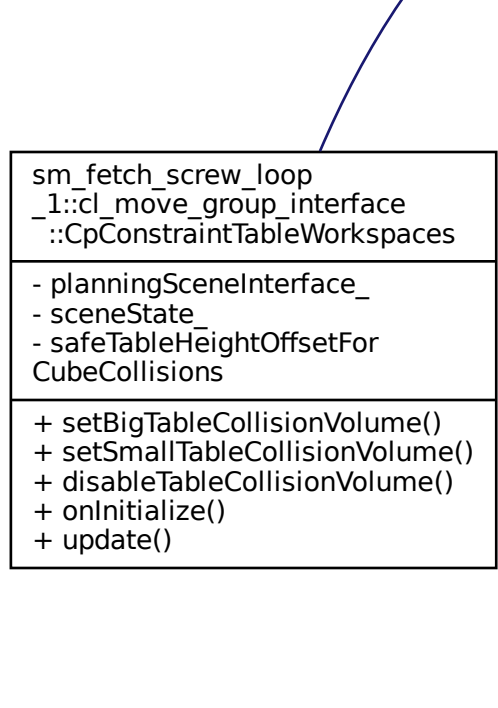 sm_fetch_screw_loop
_1::cl_move_group_interface
::CpConstraintTableWorkspaces
- planningSceneInterface_
- sceneState_
- safeTableHeightOffsetFor
CubeCollisions
+ setBigTableCollisionVolume()
+ setSmallTableCollisionVolume()
+ disableTableCollisionVolume()
+ onInitialize()
+ update()